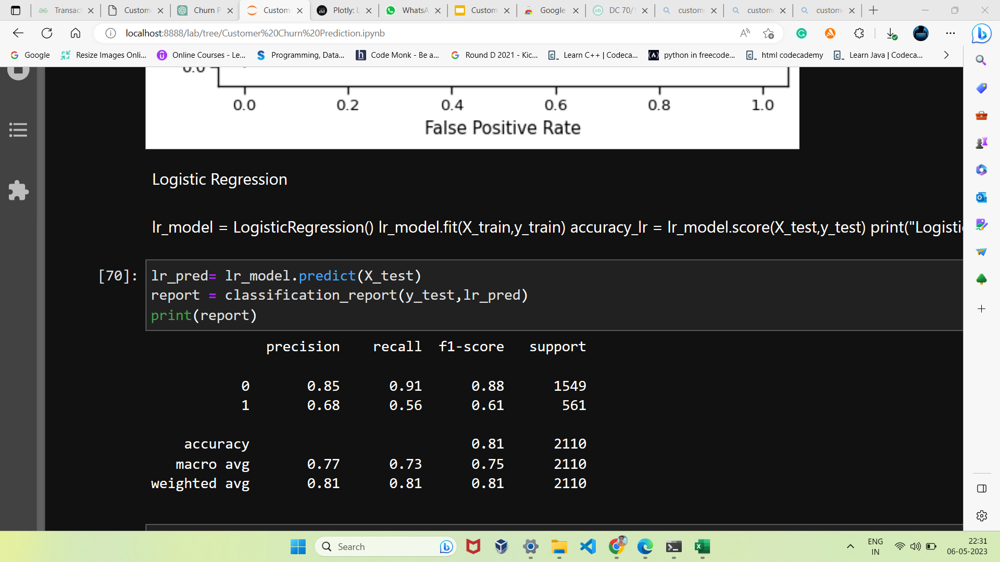 Transact
Custom
Churn P
Custom
Plotly: L
WhatsA
Custom
Google
DC 70/1
custome
custome
custome
localhost:8888/lab/tree/Customer%20Churn%20Prediction.ipynb
Google
Resize Images Onli...
Online Courses - Le...
Programming, Data...
Code Monk - Be a...
Round D 2021 - Kic...
Learn C++ | Codeca...
python in freecode...
html codecademy
Learn Java | Codeca...
0.0
0.0 0.2 0.4 0.6 0.8 1.0
False Positive Rate
Logistic Regression
lr_model = LogisticRegression() lr_model.fit(X_train,y_train) accuracy_lr = lr_model.score(X_test,y_test) print("Logisti
[70]: lr_pred= lr_model.predict(X_test)
report = classification_report(y_test,lr_pred)
print(report)
precision recall f1-score support
0 0.85 0.91 0.88 1549
1 0.68 0.56 0.61 561
accuracy 0.81 2110
macro avg 0.77 0.73 0.75 2110
weighted avg 0.81 0.81 0.81 2110
Search
ENG
IN
22:31
06-05-2023